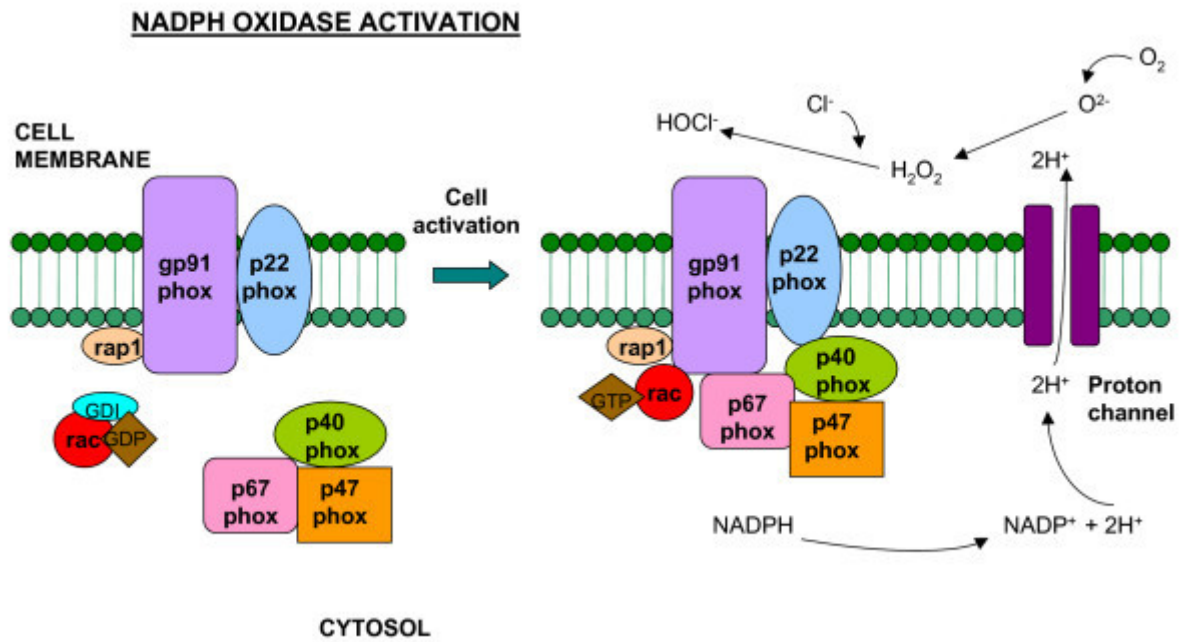 NADPH OXIDASE ACTIVATION
CELL
MEMBRANE
gp91
phox
p22
phox
rap1
GDI
rac
GDP
p40
phox
p67
phox
p47
phox
Cell
activation
O₂
O²⁻
Cl⁻
HOCl⁻
H₂O₂
2H⁺
gp91
phox
p22
phox
rap1
GTP
rac
p40
phox
p67
phox
p47
phox
2H⁺
Proton
channel
NADPH
NADP⁺ + 2H⁺
CYTOSOL